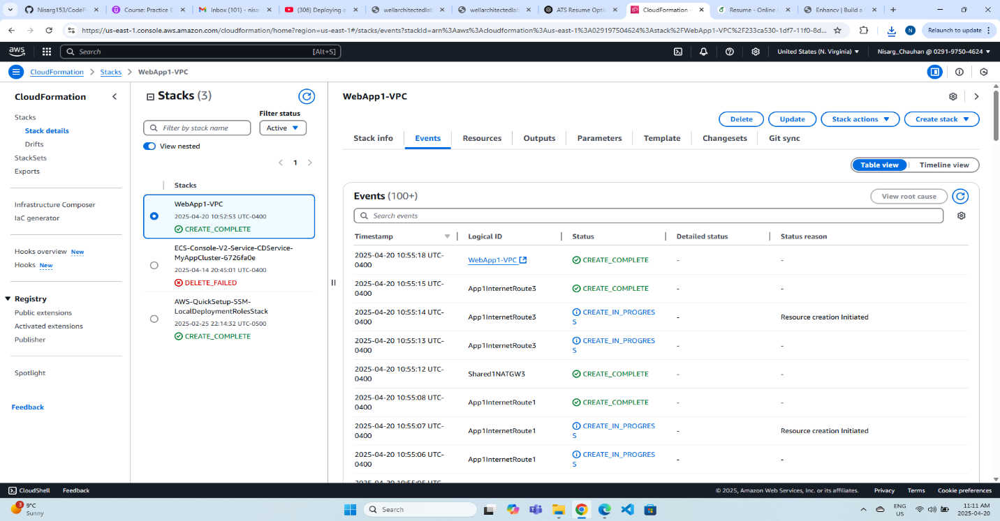 Nisarg153/CodeP
Course: Practice E
Inbox (101) - nisar
(306) Deploying a
wellarchitectedlab
wellarchitectedlab
ATS Resume Optim
CloudFormation -
Resume - Online L
Enhancv | Build a
https://us-east-1.console.aws.amazon.com/cloudformation/home?region=us-east-1#/stacks/events?stackId=arn%3Aaws%3Acloudformation%3Aus-east-1%3A029197504624%3Astack%2FWebApp1-VPC%2F233ca530-1df7-11f0-8d...
N
Relaunch to update
aws
Search
[Alt+S]
United States (N. Virginia)
Nisarg_Chauhan @ 0291-9750-4624
CloudFormation
Stacks
WebApp1-VPC
CloudFormation
Stacks
Stack details
Drifts
StackSets
Exports
Infrastructure Composer
IaC generator
Hooks overview New
Hooks New
Registry
Public extensions
Activated extensions
Publisher
Spotlight
Feedback
Stacks (3)
Filter status
Filter by stack name
Active
View nested
1
Stacks
WebApp1-VPC
2025-04-20 10:52:53 UTC-0400
CREATE_COMPLETE
ECS-Console-V2-Service-CDService-
MyAppCluster-6726fa0e
2025-04-14 20:45:01 UTC-0400
DELETE_FAILED
AWS-QuickSetup-SSM-
LocalDeploymentRolesStack
2025-02-25 22:14:32 UTC-0500
CREATE_COMPLETE
WebApp1-VPC
Delete
Update
Stack actions
Create stack
Stack info
Events
Resources
Outputs
Parameters
Template
Changesets
Git sync
Table view
Timeline view
Events (100+)
View root cause
Search events
Timestamp
Logical ID
Status
Detailed status
Status reason
2025-04-20 10:55:18 UTC-
0400
WebApp1-VPC
CREATE_COMPLETE
-
-
2025-04-20 10:55:15 UTC-
0400
App1InternetRoute3
CREATE_COMPLETE
-
-
2025-04-20 10:55:14 UTC-
0400
App1InternetRoute3
CREATE_IN_PROGRES
S
-
Resource creation Initiated
2025-04-20 10:55:13 UTC-
0400
App1InternetRoute3
CREATE_IN_PROGRES
S
-
-
2025-04-20 10:55:12 UTC-
0400
Shared1NATGW3
CREATE_COMPLETE
-
-
2025-04-20 10:55:08 UTC-
0400
App1InternetRoute1
CREATE_COMPLETE
-
-
2025-04-20 10:55:07 UTC-
0400
App1InternetRoute1
CREATE_IN_PROGRES
S
-
Resource creation Initiated
2025-04-20 10:55:06 UTC-
0400
App1InternetRoute1
CREATE_IN_PROGRES
S
-
-
2025-04-20 10:55:05 UTC-
CloudShell
Feedback
© 2025, Amazon Web Services, Inc. or its affiliates.
Privacy
Terms
Cookie preferences
3
9°C
Sunny
Search
ENG
US
11:11 AM
2025-04-20